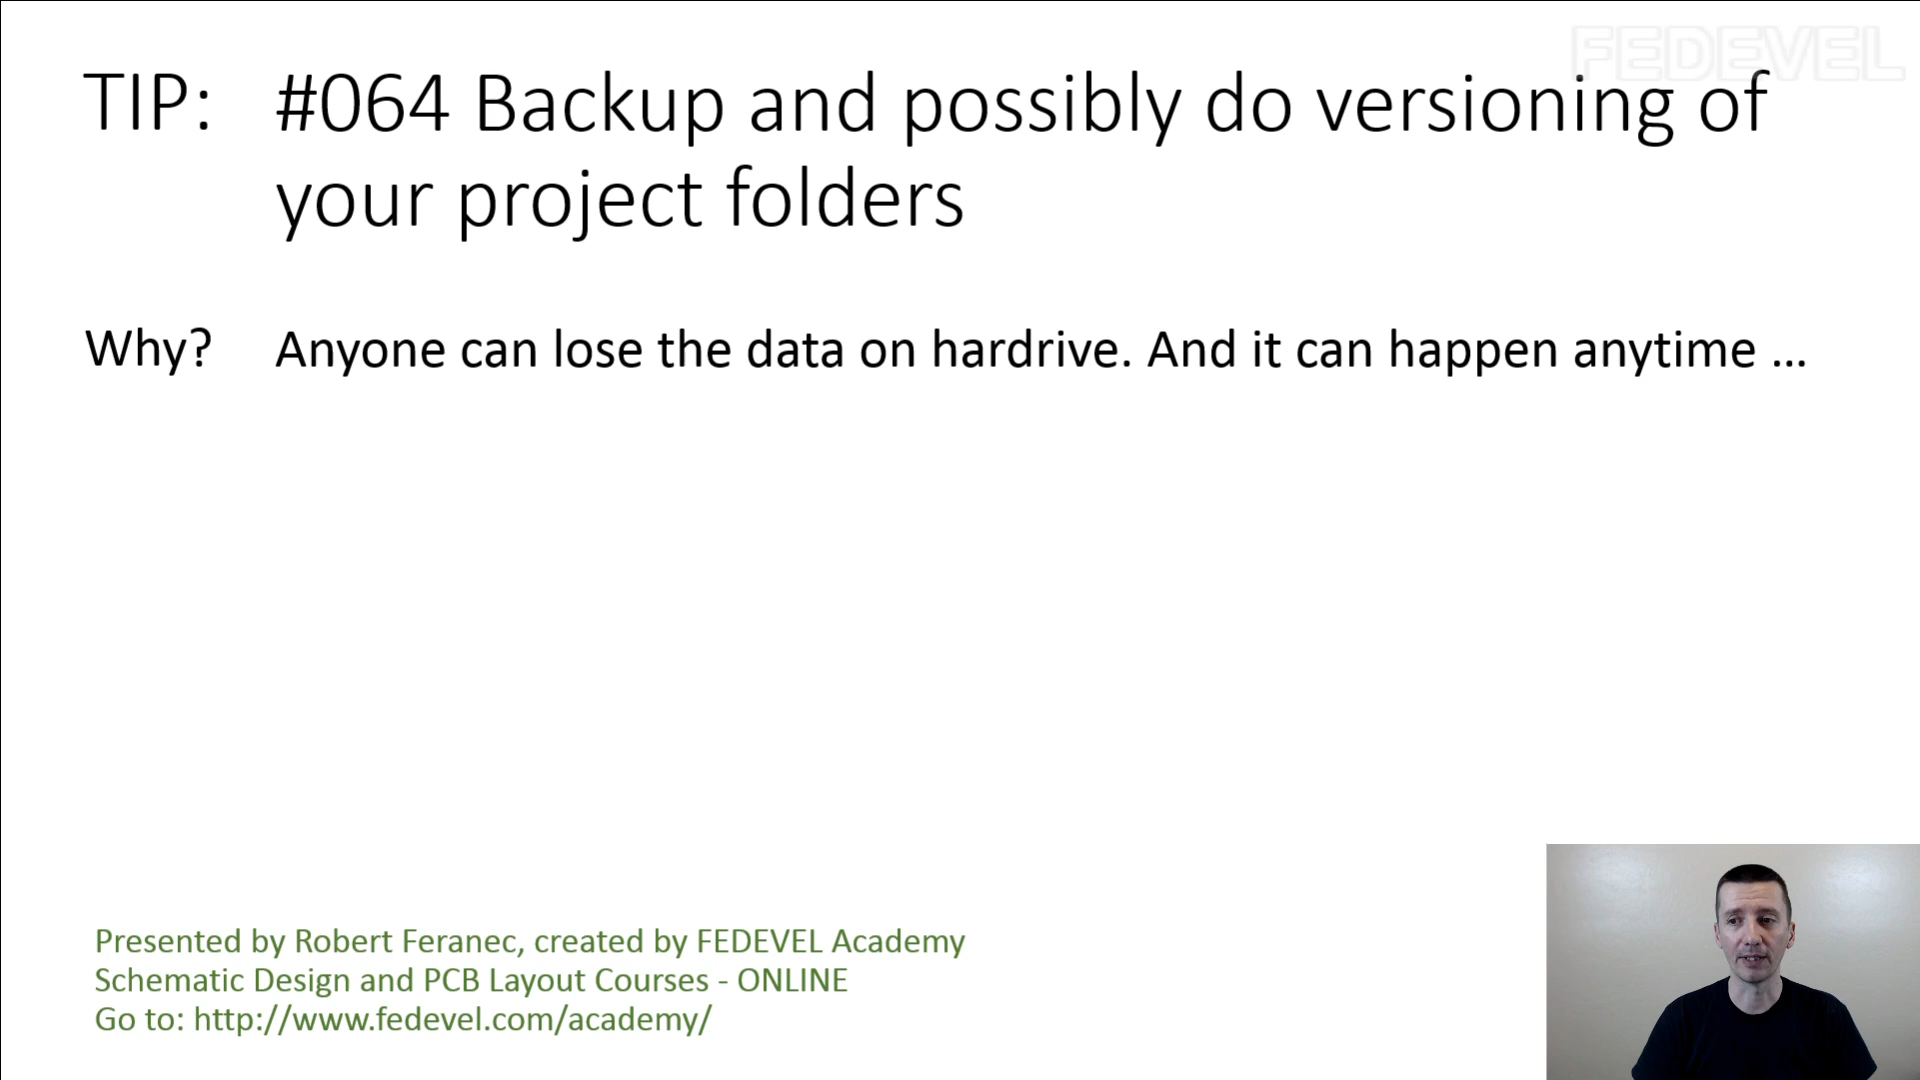 FEDEVEL
TIP: #064 Backup and possibly do versioning of
your project folders
Why? Anyone can lose the data on hardrive. And it can happen anytime ...
Presented by Robert Feranec, created by FEDEVEL Academy
Schematic Design and PCB Layout Courses - ONLINE
Go to: http://www.fedevel.com/academy/